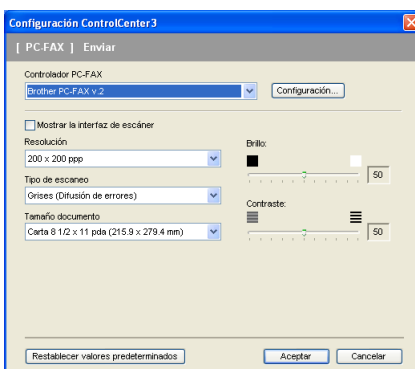 Configuración ControlCenter3
[ PC-FAX ] Enviar
Controlador PC-FAX
Brother PC-FAX v.2
Configuración...
Mostrar la interfaz de escáner
Resolución
200 x 200 ppp
Tipo de escaneo
Grises (Difusión de errores)
Tamaño documento
Carta 8 1/2 x 11 pda (215.9 x 279.4 mm)
Brillo:
50
Contraste:
50
Restablecer valores predeterminados
Aceptar
Cancelar